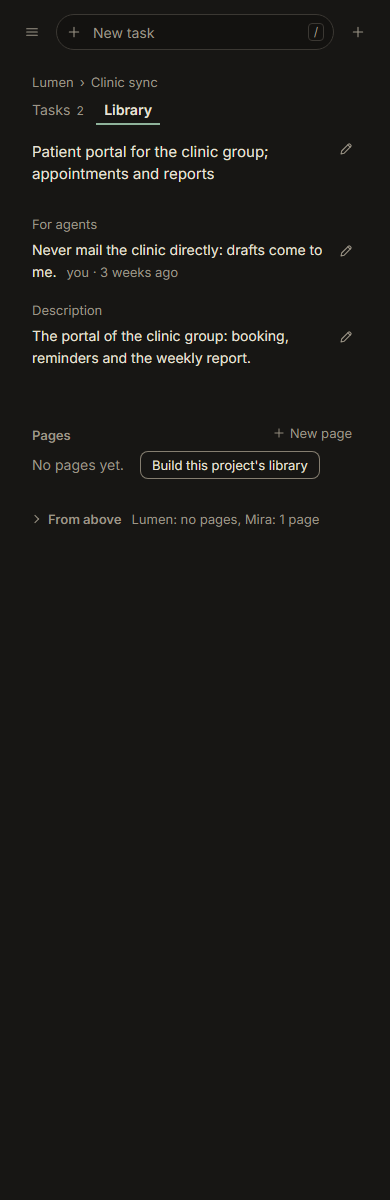 New task /
Lumen › Clinic sync
Tasks 2 Library
Patient portal for the clinic group;
appointments and reports
For agents
Never mail the clinic directly: drafts come to
me. you · 3 weeks ago
Description
The portal of the clinic group: booking,
reminders and the weekly report.
Pages + New page
No pages yet. Build this project's library
From above Lumen: no pages, Mira: 1 page